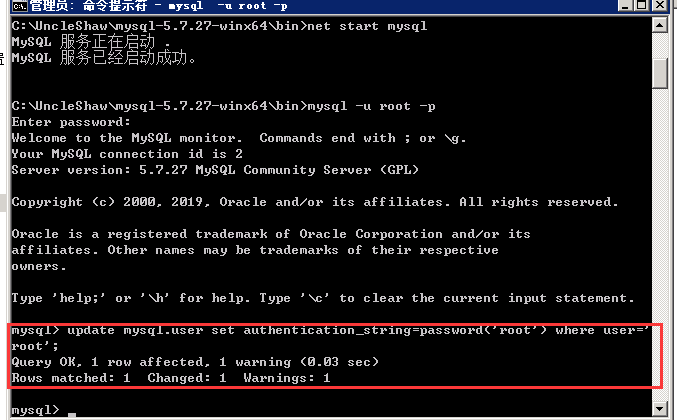 管理员: 命令提示符 - mysql  -u root -p
C:\UncleShaw\mysql-5.7.27-winx64\bin>net start mysql
MySQL 服务正在启动 .
MySQL 服务已经启动成功。
C:\UncleShaw\mysql-5.7.27-winx64\bin>mysql -u root -p
Enter password:
Welcome to the MySQL monitor.  Commands end with ; or \g.
Your MySQL connection id is 2
Server version: 5.7.27 MySQL Community Server (GPL)
Copyright (c) 2000, 2019, Oracle and/or its affiliates. All rights reserved.
Oracle is a registered trademark of Oracle Corporation and/or its
affiliates. Other names may be trademarks of their respective
owners.
Type 'help;' or '\h' for help. Type '\c' to clear the current input statement.
mysql> update mysql.user set authentication_string=password('root') where user='
root';
Query OK, 1 row affected, 1 warning (0.03 sec)
Rows matched: 1  Changed: 1  Warnings: 1
mysql> _